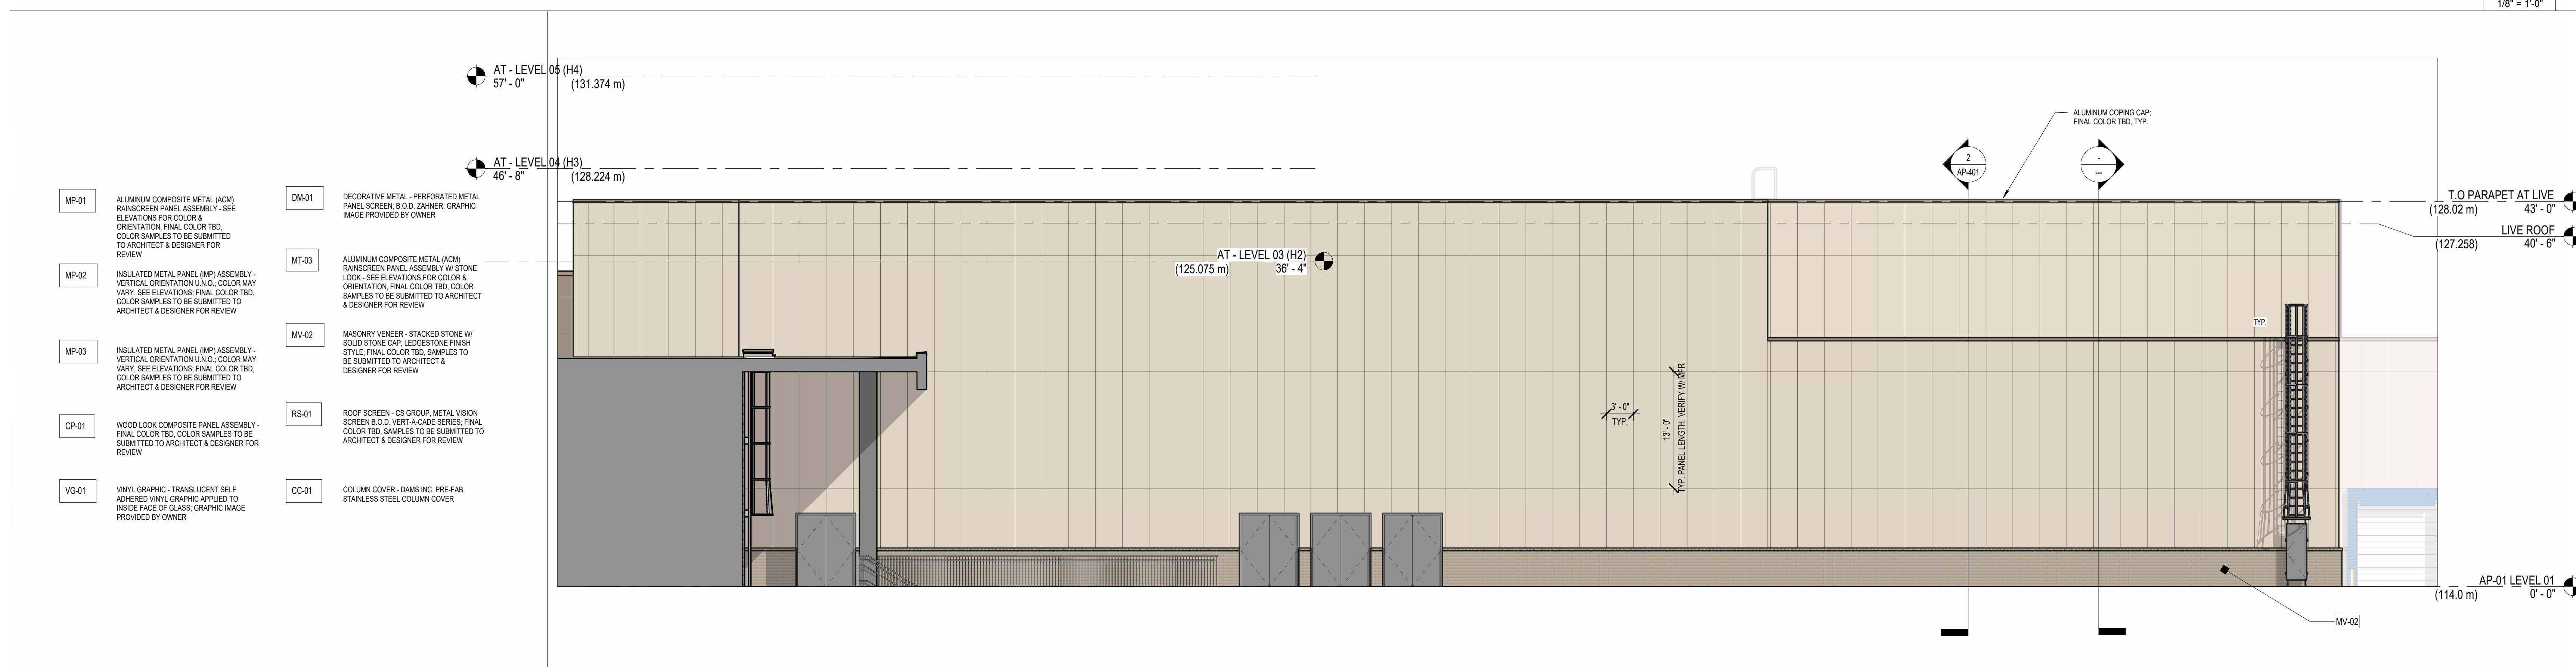 1/8" = 1'-0"
AT - LEVEL 05 (H4)
57' - 0"
(131.374 m)
AT - LEVEL 04 (H3)
46' - 8"
(128.224 m)
MP-01
ALUMINUM COMPOSITE METAL (ACM)
RAINSCREEN PANEL ASSEMBLY - SEE
ELEVATIONS FOR COLOR &
ORIENTATION, FINAL COLOR TBD,
COLOR SAMPLES TO BE SUBMITTED
TO ARCHITECT & DESIGNER FOR
REVIEW
MP-02
INSULATED METAL PANEL (IMP) ASSEMBLY -
VERTICAL ORIENTATION U.N.O.; COLOR MAY
VARY, SEE ELEVATIONS; FINAL COLOR TBD,
COLOR SAMPLES TO BE SUBMITTED TO
ARCHITECT & DESIGNER FOR REVIEW
MP-03
INSULATED METAL PANEL (IMP) ASSEMBLY -
VERTICAL ORIENTATION U.N.O.; COLOR MAY
VARY, SEE ELEVATIONS; FINAL COLOR TBD,
COLOR SAMPLES TO BE SUBMITTED TO
ARCHITECT & DESIGNER FOR REVIEW
CP-01
WOOD LOOK COMPOSITE PANEL ASSEMBLY -
FINAL COLOR TBD, COLOR SAMPLES TO BE
SUBMITTED TO ARCHITECT & DESIGNER FOR
REVIEW
VG-01
VINYL GRAPHIC - TRANSLUCENT SELF
ADHERED VINYL GRAPHIC APPLIED TO
INSIDE FACE OF GLASS; GRAPHIC IMAGE
PROVIDED BY OWNER
DM-01
DECORATIVE METAL - PERFORATED METAL
PANEL SCREEN; B.O.D. ZAHNER; GRAPHIC
IMAGE PROVIDED BY OWNER
MT-03
ALUMINUM COMPOSITE METAL (ACM)
RAINSCREEN PANEL ASSEMBLY W/ STONE
LOOK - SEE ELEVATIONS FOR COLOR &
ORIENTATION, FINAL COLOR TBD, COLOR
SAMPLES TO BE SUBMITTED TO ARCHITECT
& DESIGNER FOR REVIEW
MV-02
MASONRY VENEER - STACKED STONE W/
SOLID STONE CAP; LEDGESTONE FINISH
STYLE; FINAL COLOR TBD, SAMPLES TO
BE SUBMITTED TO ARCHITECT &
DESIGNER FOR REVIEW
RS-01
ROOF SCREEN - CS GROUP, METAL VISION
SCREEN B.O.D. VERT-A-CADE SERIES; FINAL
COLOR TBD, SAMPLES TO BE SUBMITTED TO
ARCHITECT & DESIGNER FOR REVIEW
CC-01
COLUMN COVER - DAMS INC. PRE-FAB.
STAINLESS STEEL COLUMN COVER
ALUMINUM COPING CAP;
FINAL COLOR TBD, TYP.
2
AP-401
-
---
T.O PARAPET AT LIVE
(128.02 m) 43' - 0"
LIVE ROOF
(127.258) 40' - 6"
AT - LEVEL 03 (H2)
(125.075 m) 36' - 4"
TYP.
3' - 0"
TYP.
13' - 0"
TYP. PANEL LENGTH, VERIFY W/ MFR
AP-01 LEVEL 01
(114.0 m) 0' - 0"
MV-02